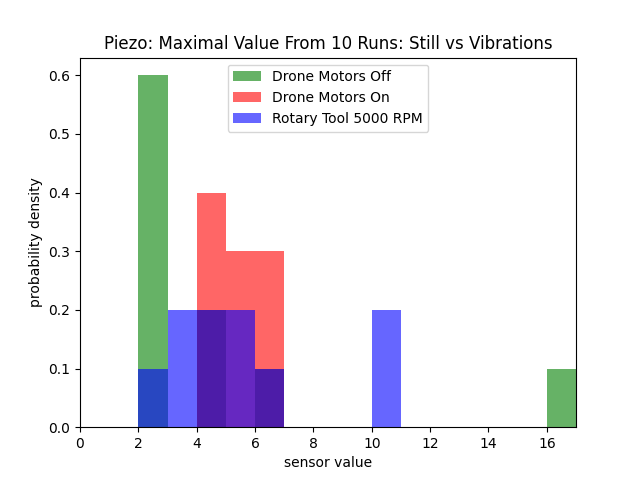 Piezo: Maximal Value From 10 Runs: Still vs Vibrations
Drone Motors Off
Drone Motors On
Rotary Tool 5000 RPM
probability density
0.6
0.5
0.4
0.3
0.2
0.1
0.0
0 2 4 6 8 10 12 14 16
sensor value